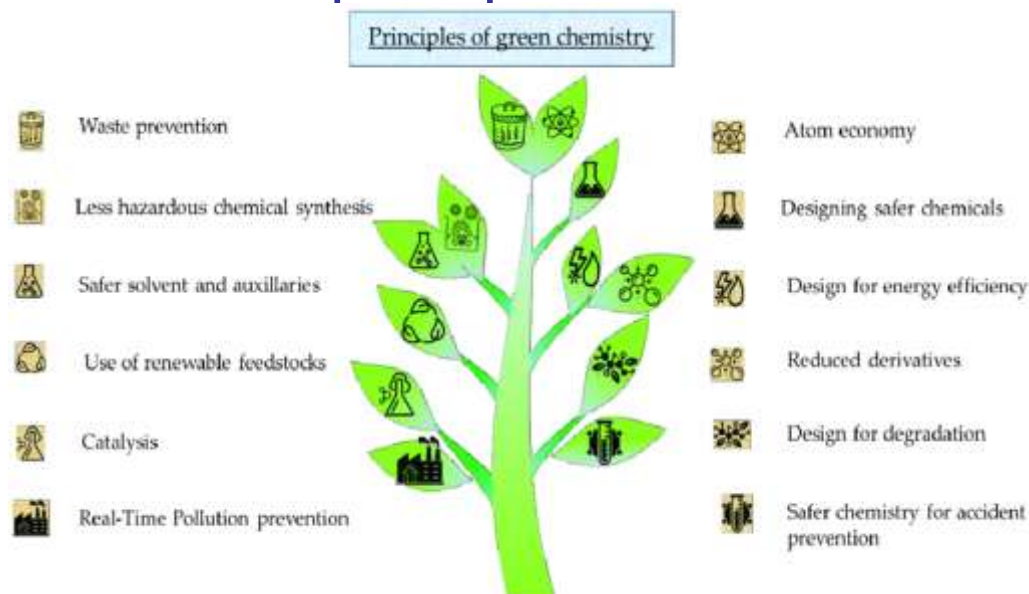 Principles of green chemistry
Waste prevention
Less hazardous chemical synthesis
Safer solvent and auxillaries
Use of renewable feedstocks
Catalysis
Real-Time Pollution prevention
Atom economy
Designing safer chemicals
Design for energy efficiency
Reduced derivatives
Design for degradation
Safer chemistry for accident
prevention